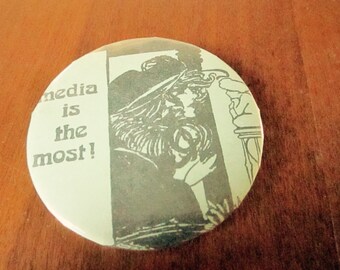 media
is
the
most!